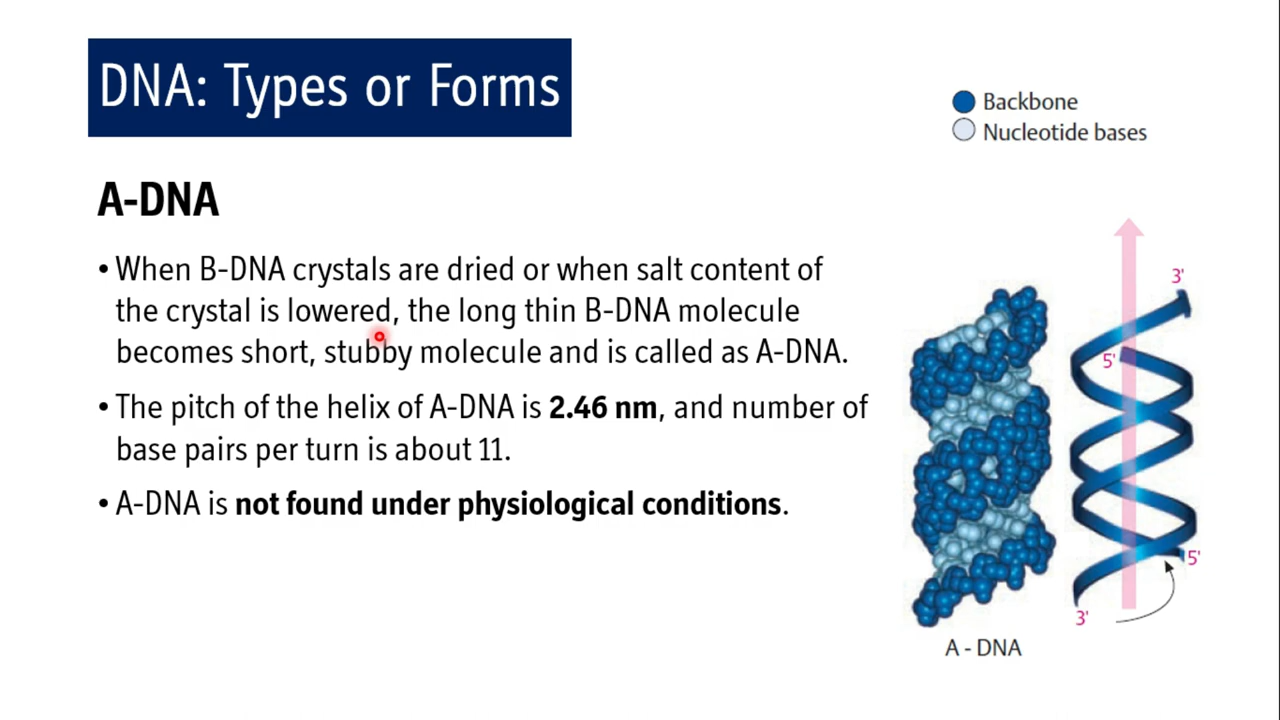 DNA: Types or Forms
Backbone
Nucleotide bases
A-DNA
• When B-DNA crystals are dried or when salt content of
the crystal is lowered, the long thin B-DNA molecule
becomes short, stubby molecule and is called as A-DNA.
• The pitch of the helix of A-DNA is 2.46 nm, and number of
base pairs per turn is about 11.
• A-DNA is not found under physiological conditions.
3'
5'
5'
3'
A - DNA